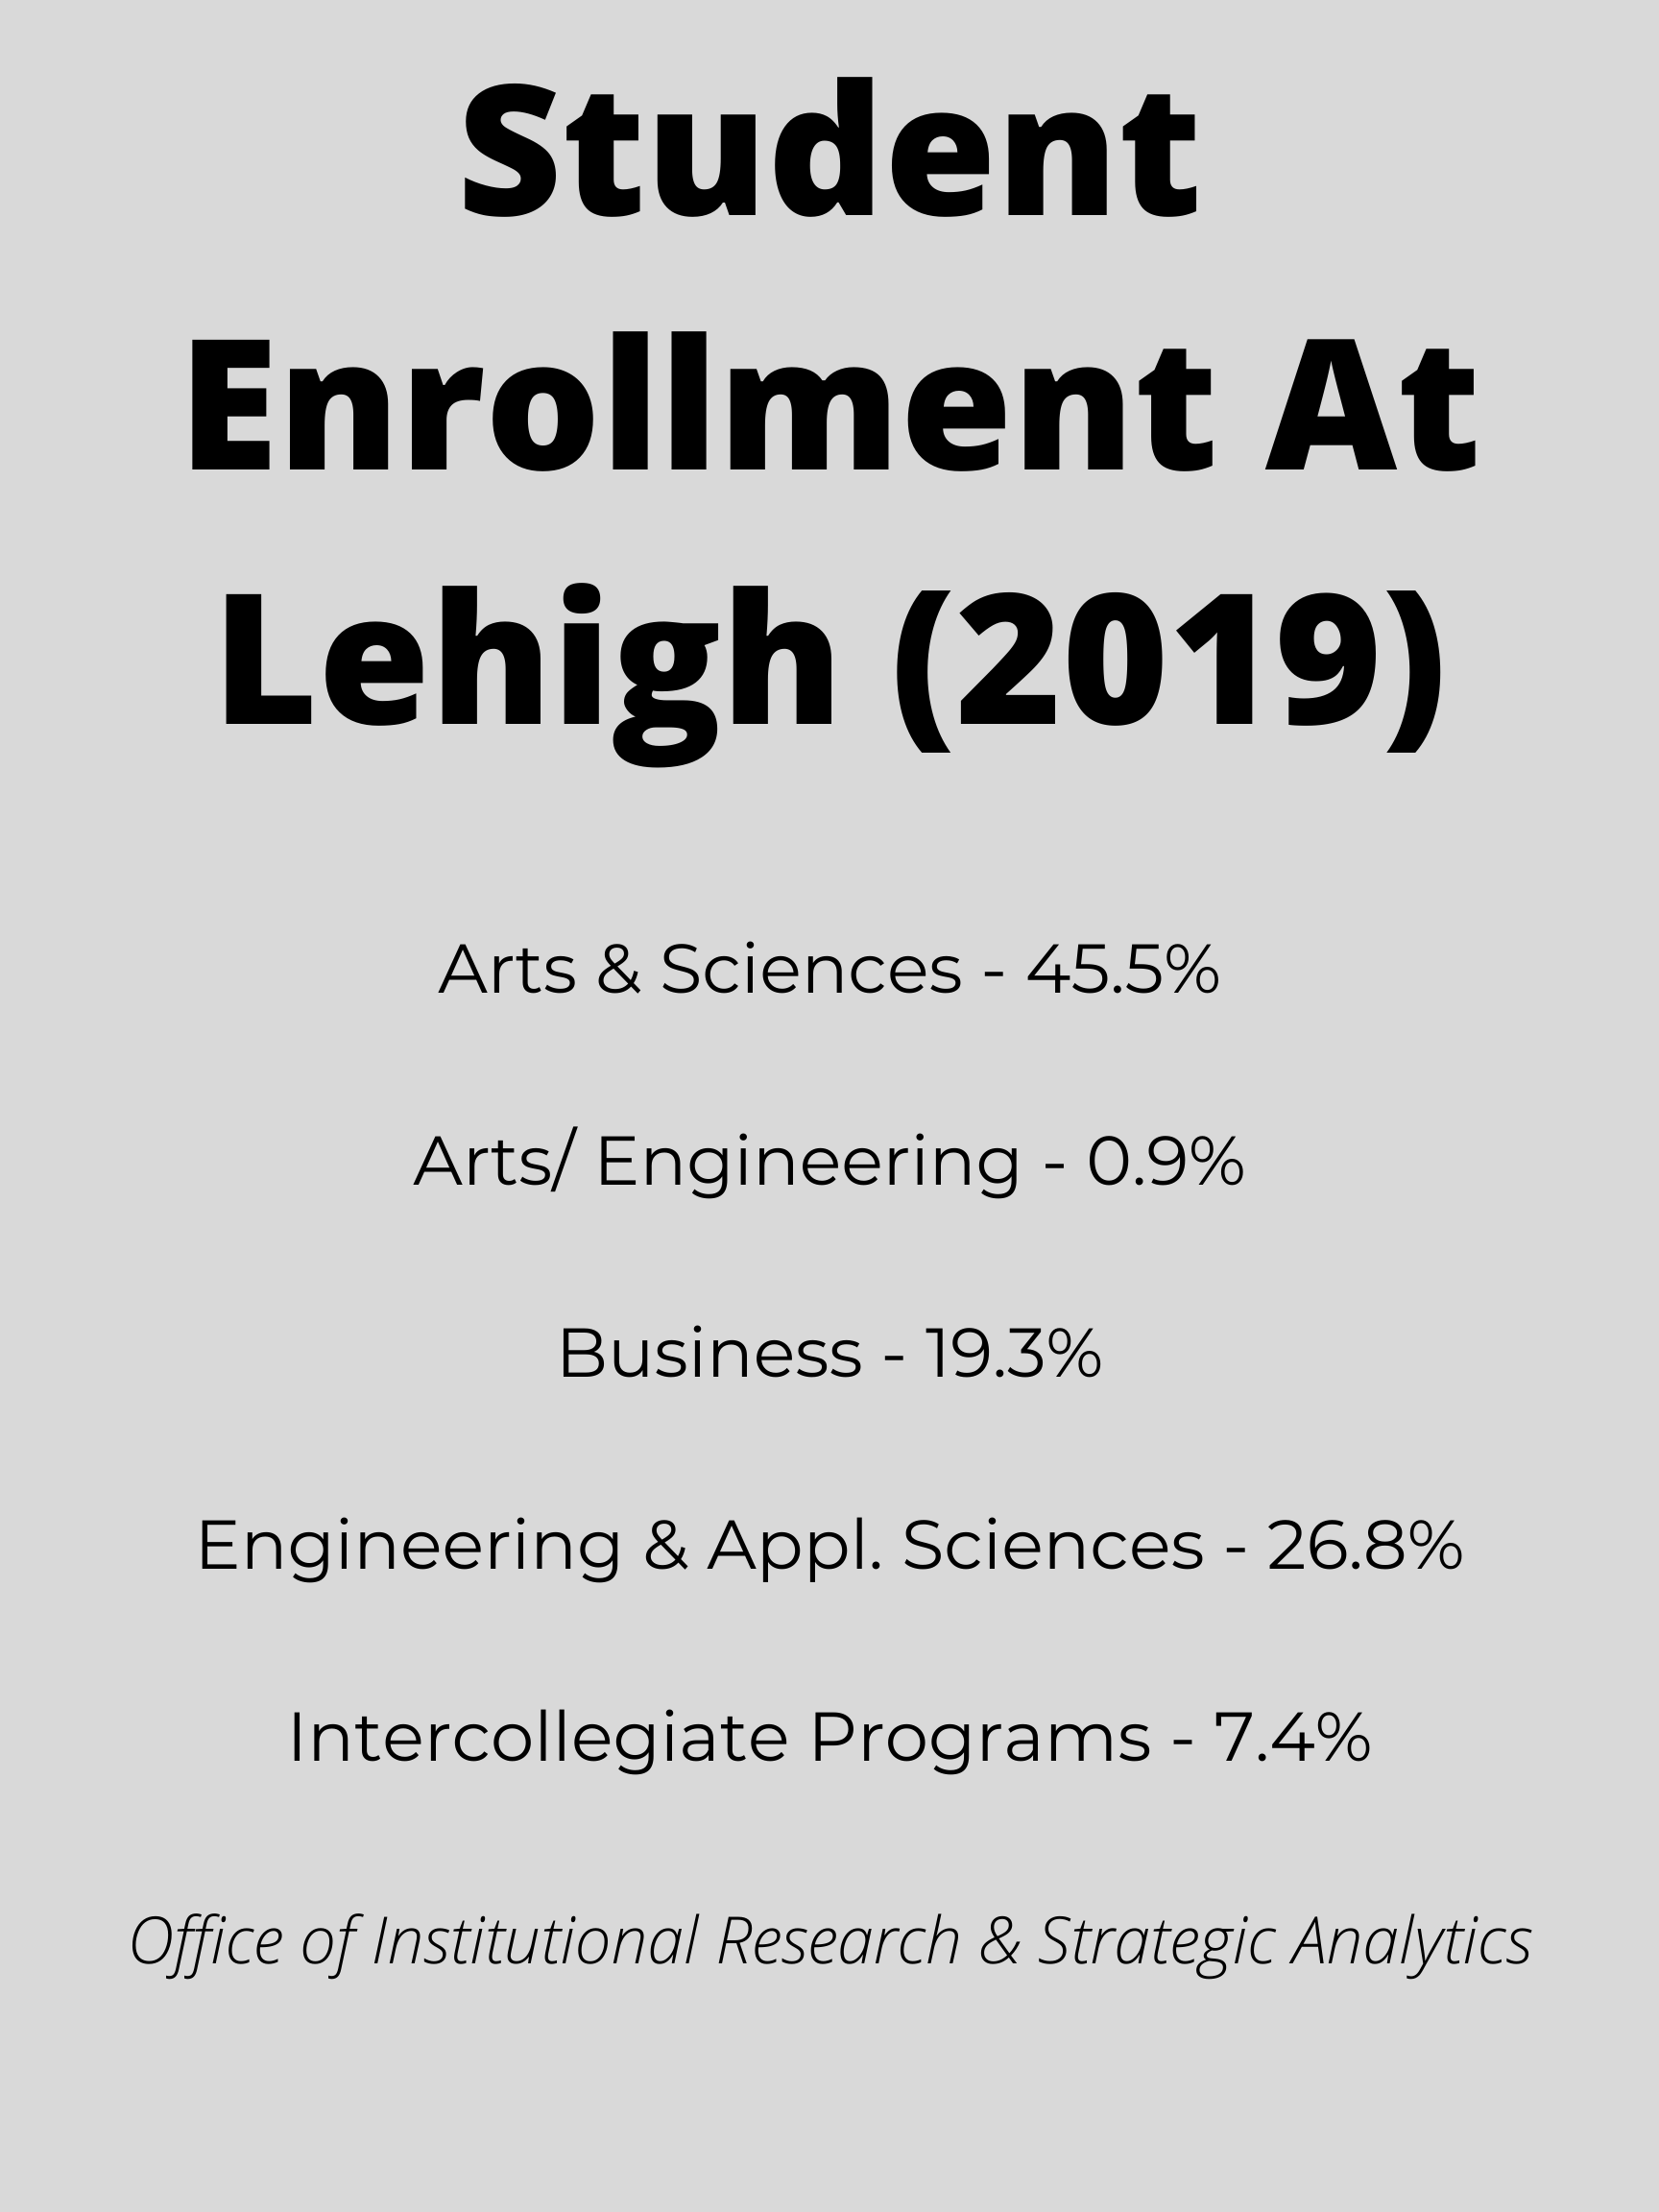 Student
Enrollment At
Lehigh (2019)
Arts & Sciences - 45.5%
Arts/ Engineering - 0.9%
Business - 19.3%
Engineering & Appl. Sciences - 26.8%
Intercollegiate Programs - 7.4%
Office of Institutional Research & Strategic Analytics